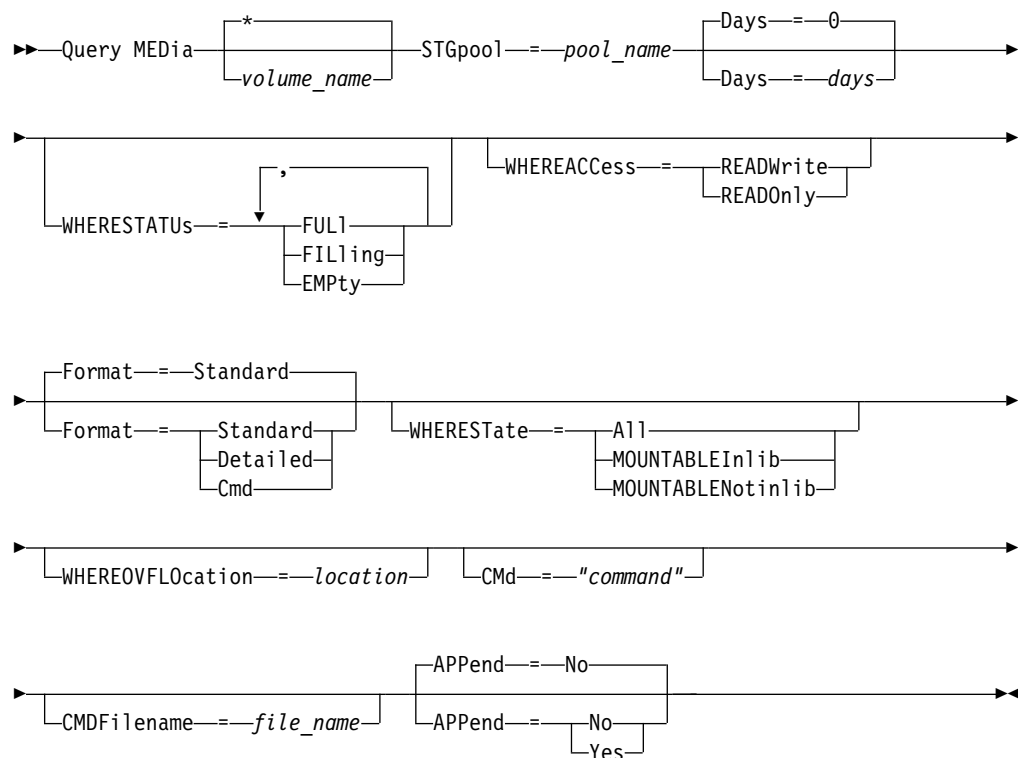 *
Days = 0
Query MEDia STGpool = pool_name
volume_name
Days = days
,
WHERESTATUs = FULl
FILling
EMPty
WHEREACCess = READWrite
READOnly
Format = Standard
Format = Standard
Detailed
Cmd
WHERESTate = All
MOUNTABLEInlib
MOUNTABLENotinlib
WHEREOVFLOcation = location
CMd = "command"
APPend = No
CMDFilename = file_name
APPend = No
Yes